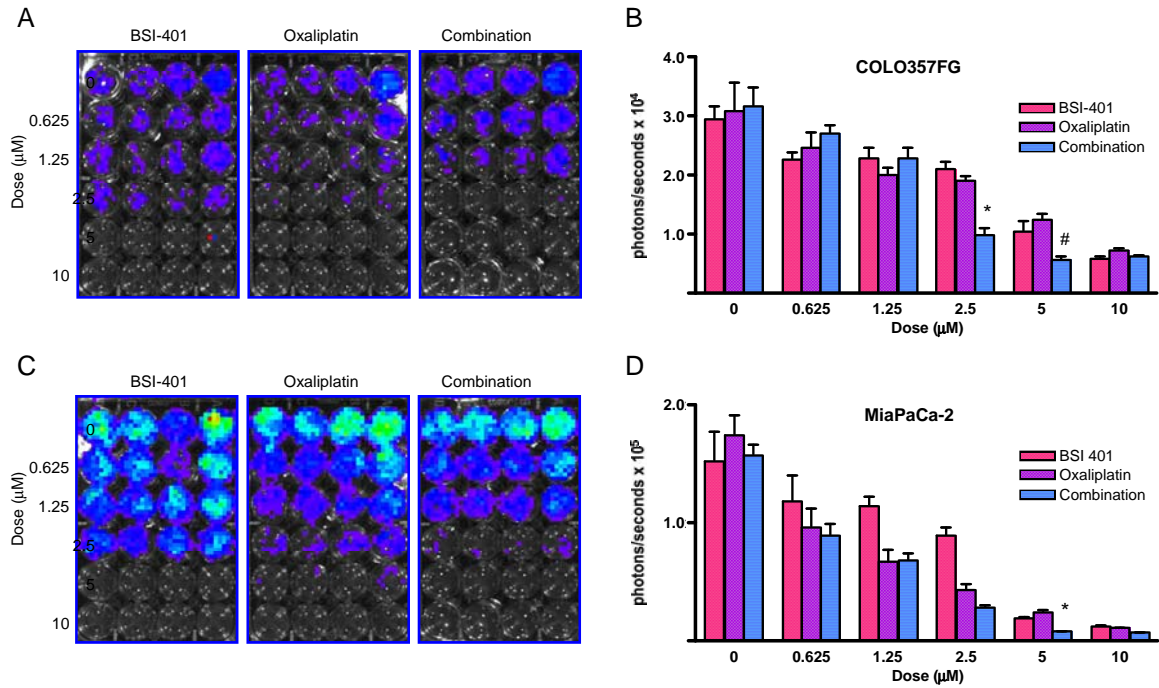 A
BSI-401 Oxaliplatin Combination
Dose (µM)
0
0.625
1.25
2.5
5
10
B
COLO357FG
photons/seconds x 10⁴
4.0
3.0
2.0
1.0
BSI-401
Oxaliplatin
Combination
*
#
0 0.625 1.25 2.5 5 10
Dose (µM)
C
BSI-401 Oxaliplatin Combination
Dose (µM)
0
0.625
1.25
2.5
5
10
D
MiaPaCa-2
photons/seconds x 10⁵
2.0
1.0
BSI 401
Oxaliplatin
Combination
*
0 0.625 1.25 2.5 5 10
Dose (µM)